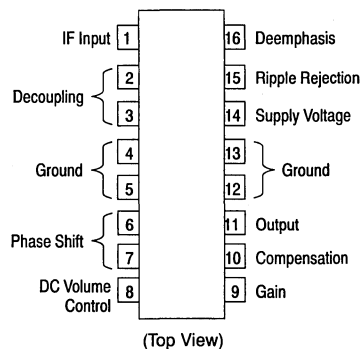 IF Input 1
2
Decoupling
3
4
Ground
5
6
Phase Shift
7
DC Volume
Control 8
16 Deemphasis
15 Ripple Rejection
14 Supply Voltage
13
Ground
12
11 Output
10 Compensation
9 Gain
(Top View)